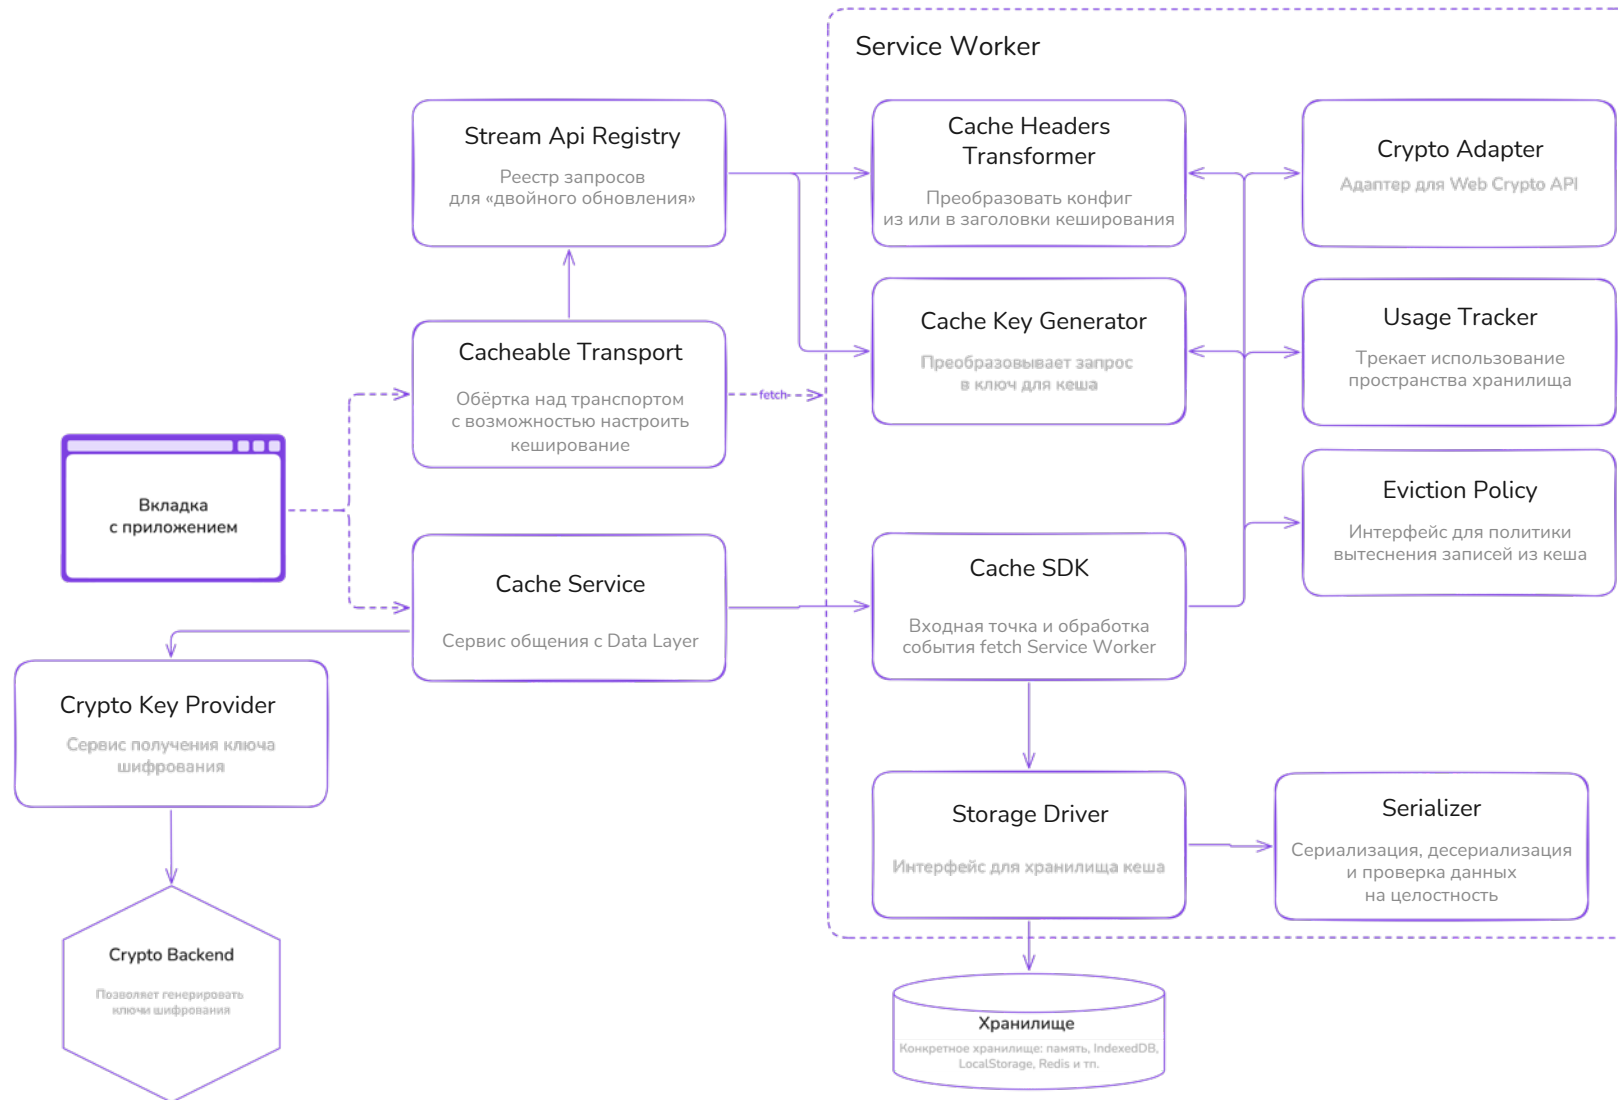 Service Worker
Stream Api Registry
Реестр запросов
для «двойного обновления»
Cache Headers
Transformer
Преобразовать конфиг
из или в заголовки кеширования
Crypto Adapter
Адаптер для Web Crypto API
Cacheable Transport
Обёртка над транспортом
с возможностью настроить
кеширование
fetch
Cache Key Generator
Преобразовывает запрос
в ключ для кеша
Usage Tracker
Трекает использование
пространства хранилища
Вкладка
с приложением
Eviction Policy
Интерфейс для политики
вытеснения записей из кеша
Cache Service
Сервис общения с Data Layer
Cache SDK
Входная точка и обработка
события fetch Service Worker
Crypto Key Provider
Сервис получения ключа
шифрования
Storage Driver
Интерфейс для хранилища кеша
Serializer
Сериализация, десериализация
и проверка данных
на целостность
Crypto Backend
Позволяет генерировать
ключи шифрования
Хранилище
Конкретное хранилище: память, IndexedDB,
LocalStorage, Redis и тп.